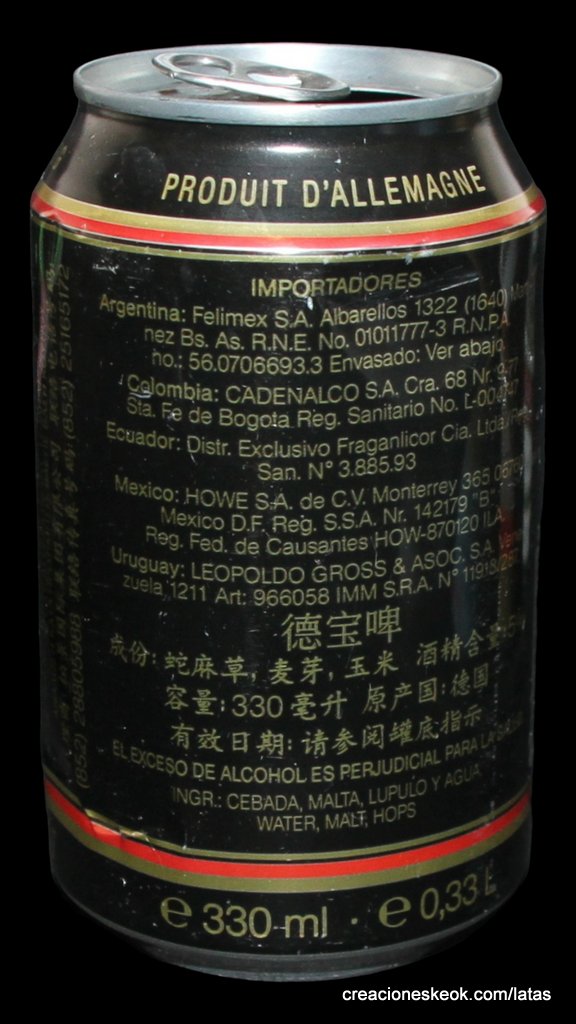 PRODUIT D'ALLEMAGNE
IMPORTADORES
Argentina: Felimex S.A. Albarellos 1322 (1640)
nez Bs. As. R.N.E. No. 01011777-3 R.N.P.A.
no.: 56.0706693.3 Envasado: Ver abajo
Colombia: CADENALCO S.A. Cra. 68 Nr.
Sta. Fe de Bogota Reg. Sanitario No.
Ecuador: Distr. Exclusivo Fraganlicor Cia. Ltda.
San. N° 3.885.93
Mexico: HOWE S.A. de C.V. Monterrey 365
Mexico D.F. Reg. S.S.A. Nr. 142179 "B"
Reg. Fed. de Causantes HOW-870120 ILA
Uruguay: LEOPOLDO GROSS & ASOC. S.A.
zuela 1211 Art: 966058 IMM S.R.A. N°
德宝啤
成份: 蛇麻草, 麦芽, 玉米 酒精含量:
容量: 330 毫升 原产国: 德国
有效日期: 请参阅罐底指示
EL EXCESO DE ALCOHOL ES PERJUDICIAL PARA LA
INGR.: CEBADA, MALTA, LUPULO Y AGUA
WATER, MALT, HOPS
(852) 28805988
(852) 25165172
e 330 ml · e 0,33 L
creacioneskeok.com/latas